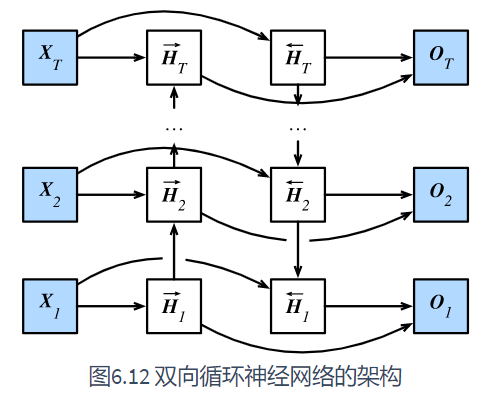 X_T →H_T ←H_T O_T
... ...
X_2 →H_2 ←H_2 O_2
X_1 →H_1 ←H_1 O_1
图6.12 双向循环神经网络的架构